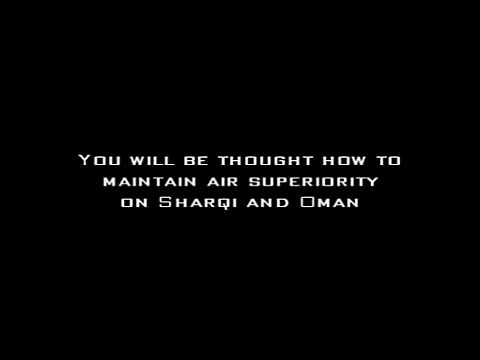 You will be thought how to
maintain air superiority
on Sharqi and Oman